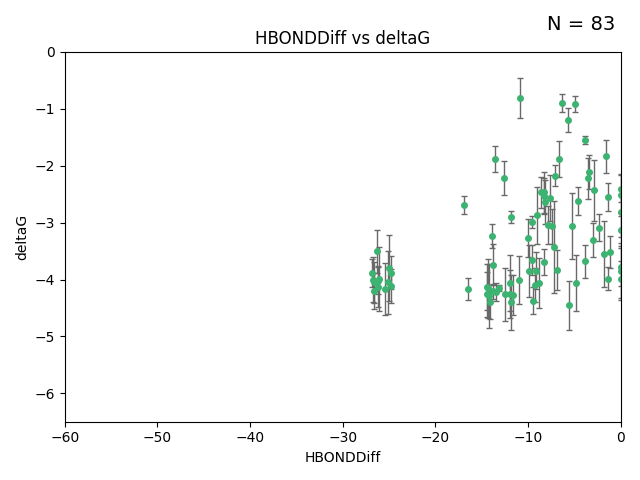 N = 83
HBONDDiff vs deltaG
0
−1
−2
−3
−4
−5
−6
deltaG
−60 −50 −40 −30 −20 −10 0
HBONDDiff